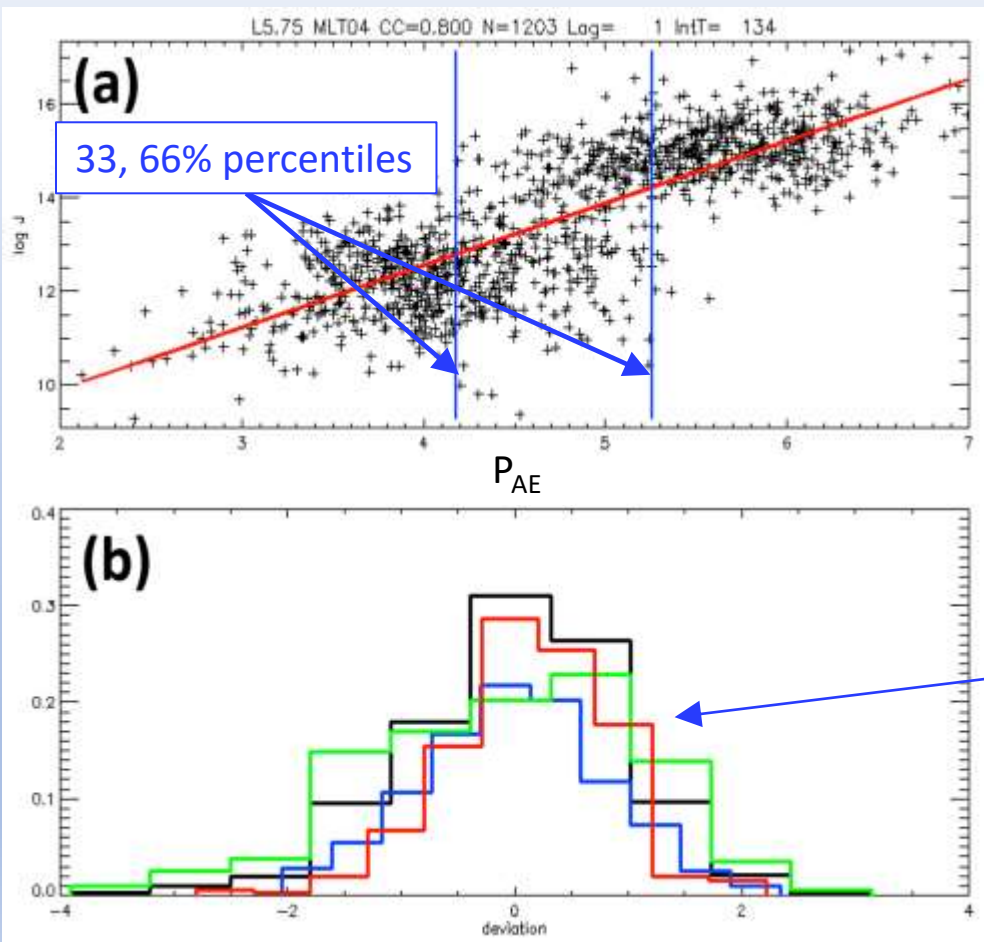 L5.75 MLT04 CC=0.800 N=1203 Lag= 1 IntT= 134
(a)
33, 66% percentiles
16
14
12
10
log J
2 3 4 5 6 7
P_AE
(b)
0.4
0.3
0.2
0.1
0.0
-4 -2 0 2 4
deviation